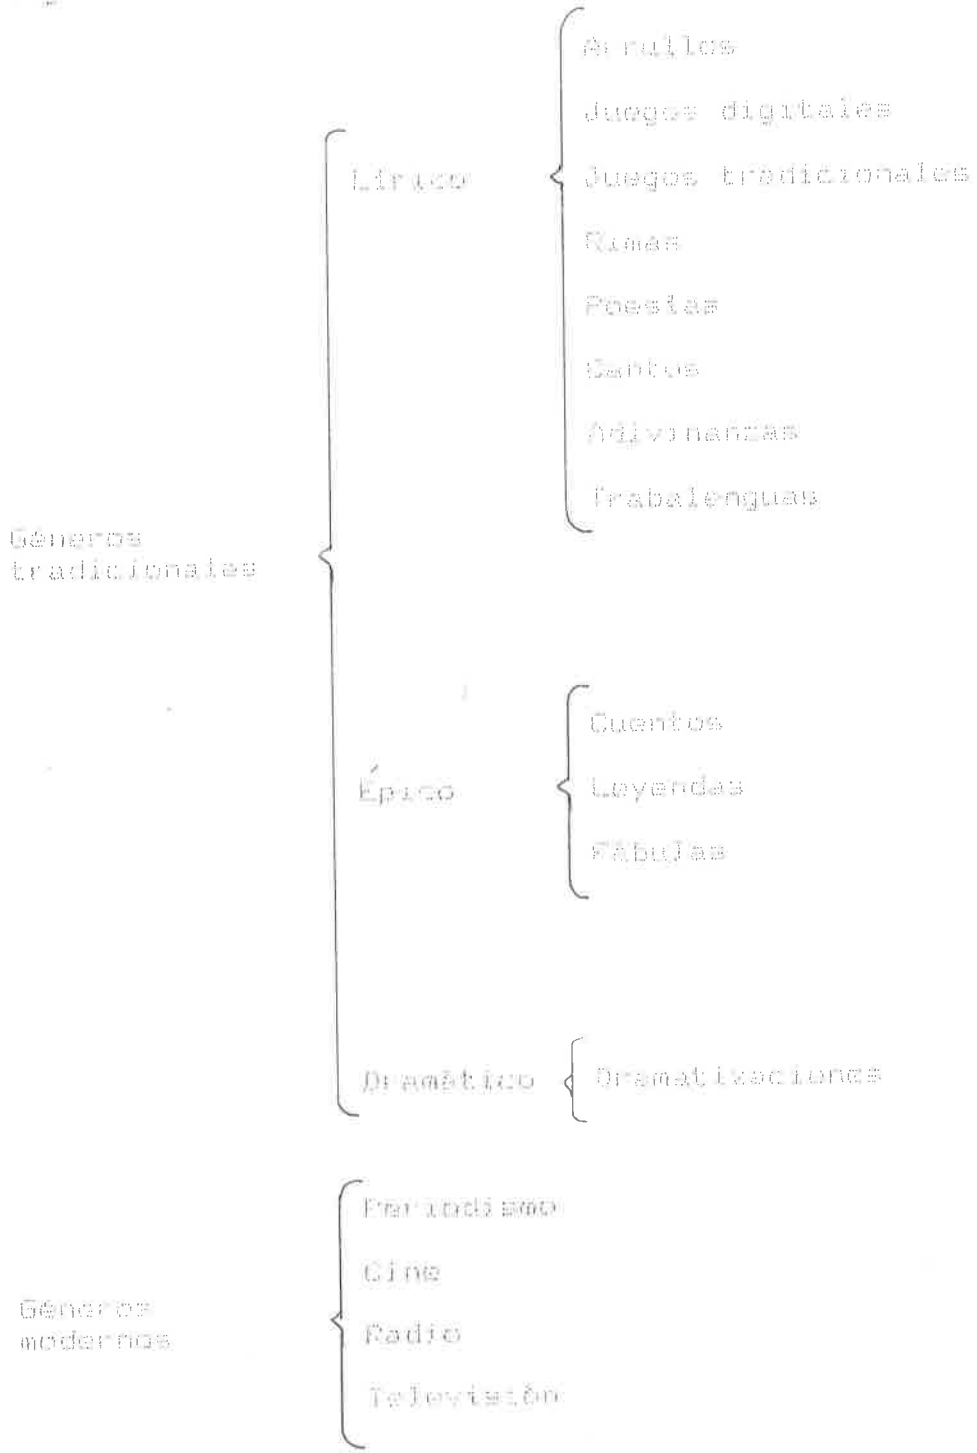 Arrullos
Juegos digitales
Lírico
Juegos tradicionales
Rimas
Poesías
Cantos
Adivinanzas
Trabalenguas
Géneros
tradicionales
Cuentos
Épico
Leyendas
Fábulas
Dramático
Dramatizaciones
Periodismo
Cine
Géneros
modernos
Radio
Televisión